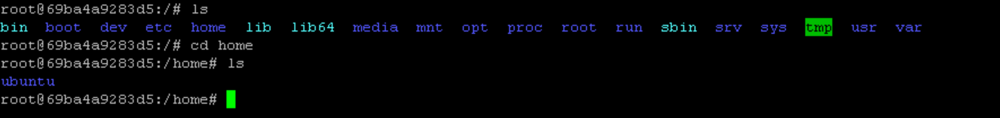 root@69ba4a9283d5:/# ls
bin boot dev etc home lib lib64 media mnt opt proc root run sbin srv sys tmp usr var
root@69ba4a9283d5:/# cd home
root@69ba4a9283d5:/home# ls
ubuntu
root@69ba4a9283d5:/home#